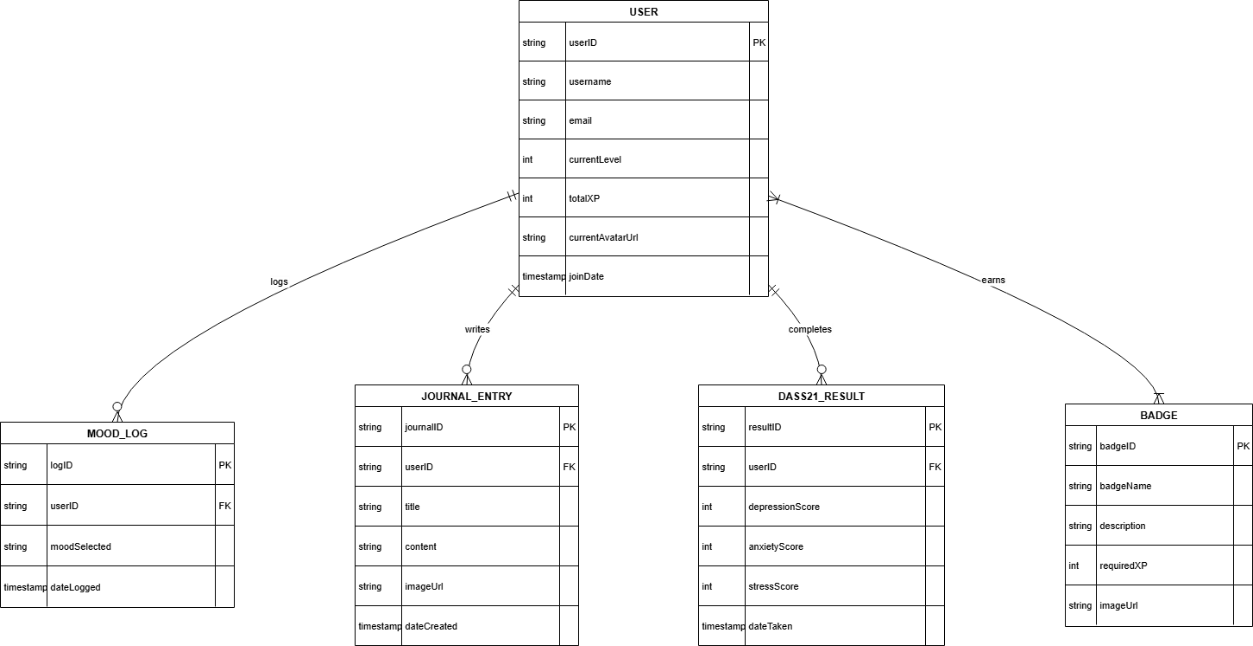 USER
string userID PK
string username
string email
int currentLevel
int totalXP
string currentAvatarUrl
timestamp joinDate
logs
writes
completes
earns
MOOD_LOG
string logID PK
string userID FK
string moodSelected
timestamp dateLogged
JOURNAL_ENTRY
string journalID PK
string userID FK
string title
string content
string imageUrl
timestamp dateCreated
DASS21_RESULT
string resultID PK
string userID FK
int depressionScore
int anxietyScore
int stressScore
timestamp dateTaken
BADGE
string badgeID PK
string badgeName
string description
int requiredXP
string imageUrl